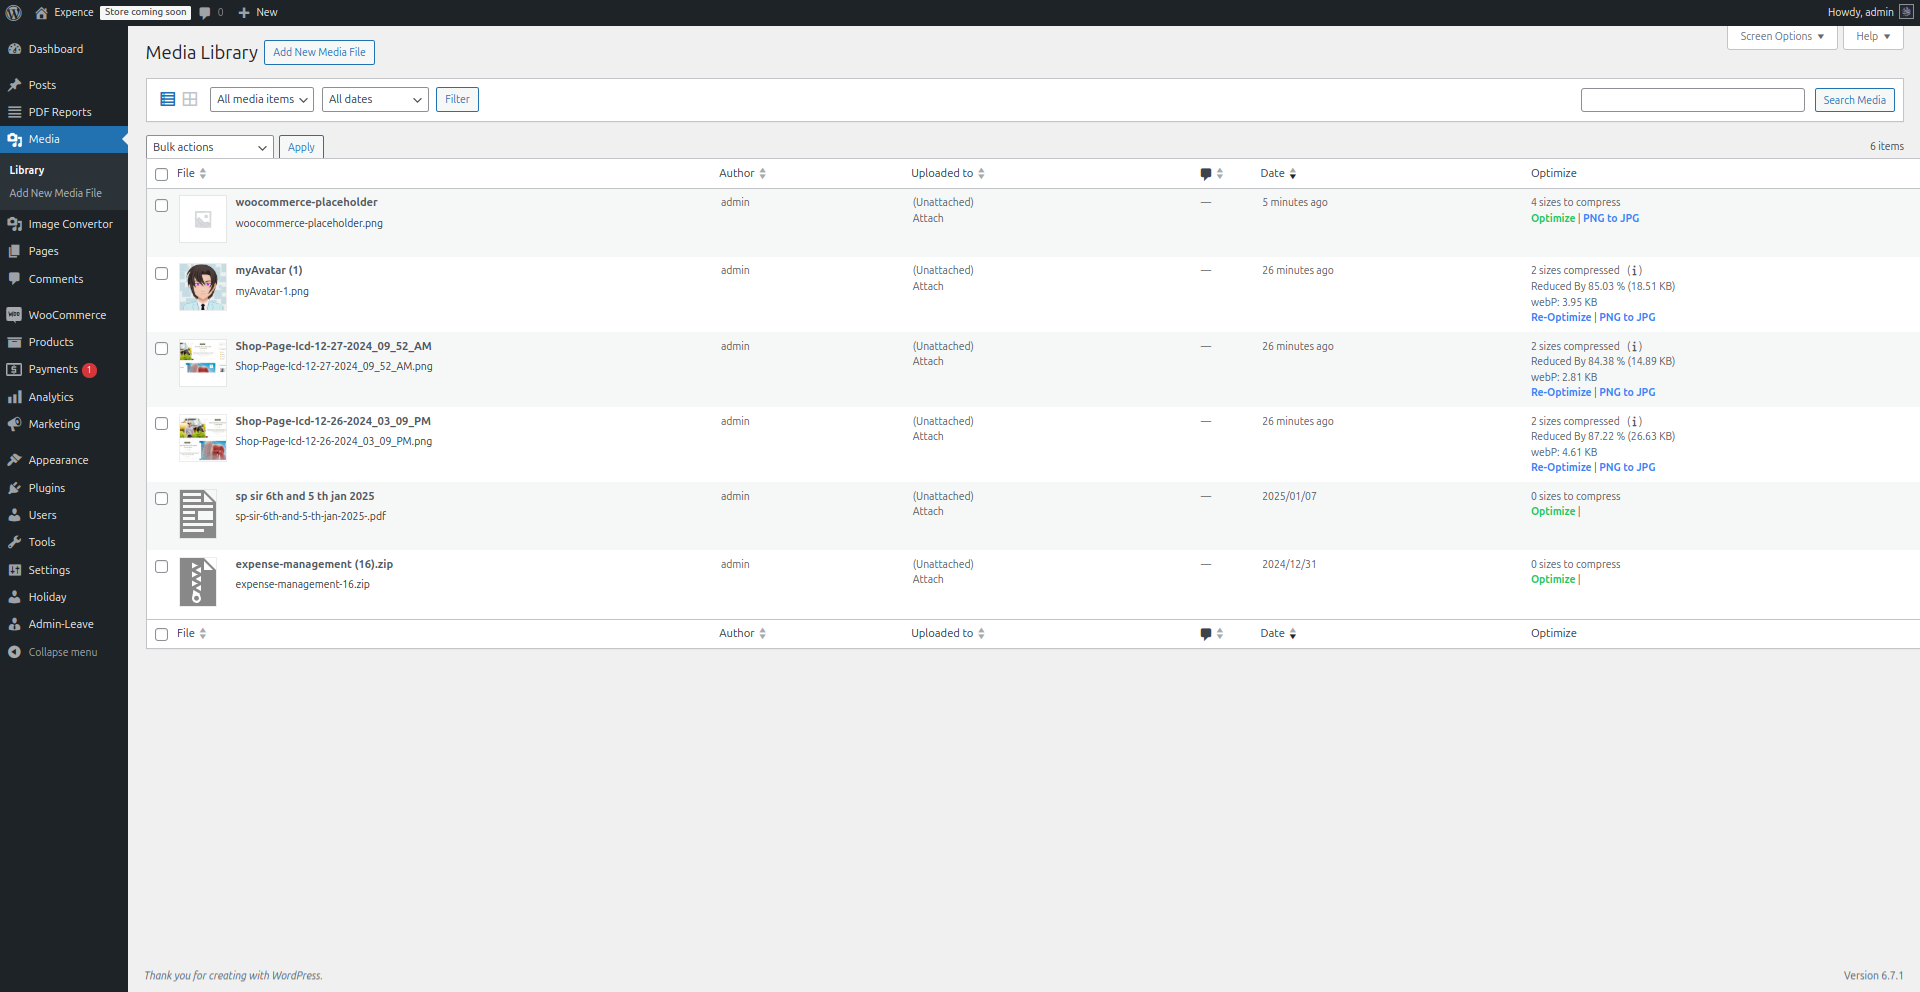 Expence Store coming soon 0 New Howdy, admin
Dashboard
Posts
PDF Reports
Media
Library
Add New Media File
Image Convertor
Pages
Comments
WooCommerce
Products
Payments 1
Analytics
Marketing
Appearance
Plugins
Users
Tools
Settings
Holiday
Admin-Leave
Collapse menu
Screen Options Help
Media Library Add New Media File
All media items All dates Filter Search Media
Bulk actions Apply 6 items
File Author Uploaded to Date Optimize
woocommerce-placeholder admin (Unattached) — 5 minutes ago 4 sizes to compress
woocommerce-placeholder.png Attach Optimize | PNG to JPG
myAvatar (1) admin (Unattached) — 26 minutes ago 2 sizes compressed (i)
myAvatar-1.png Attach Reduced By 85.03 % (18.51 KB)
webP: 3.95 KB
Re-Optimize | PNG to JPG
Shop-Page-Icd-12-27-2024_09_52_AM admin (Unattached) — 26 minutes ago 2 sizes compressed (i)
Shop-Page-Icd-12-27-2024_09_52_AM.png Attach Reduced By 84.38 % (14.89 KB)
webP: 2.81 KB
Re-Optimize | PNG to JPG
Shop-Page-Icd-12-26-2024_03_09_PM admin (Unattached) — 26 minutes ago 2 sizes compressed (i)
Shop-Page-Icd-12-26-2024_03_09_PM.png Attach Reduced By 87.22 % (26.63 KB)
webP: 4.61 KB
Re-Optimize | PNG to JPG
sp sir 6th and 5 th jan 2025 admin (Unattached) — 2025/01/07 0 sizes to compress
sp-sir-6th-and-5-th-jan-2025-.pdf Attach Optimize |
expense-management (16).zip admin (Unattached) — 2024/12/31 0 sizes to compress
expense-management-16.zip Attach Optimize |
File Author Uploaded to Date Optimize
Thank you for creating with WordPress. Version 6.7.1